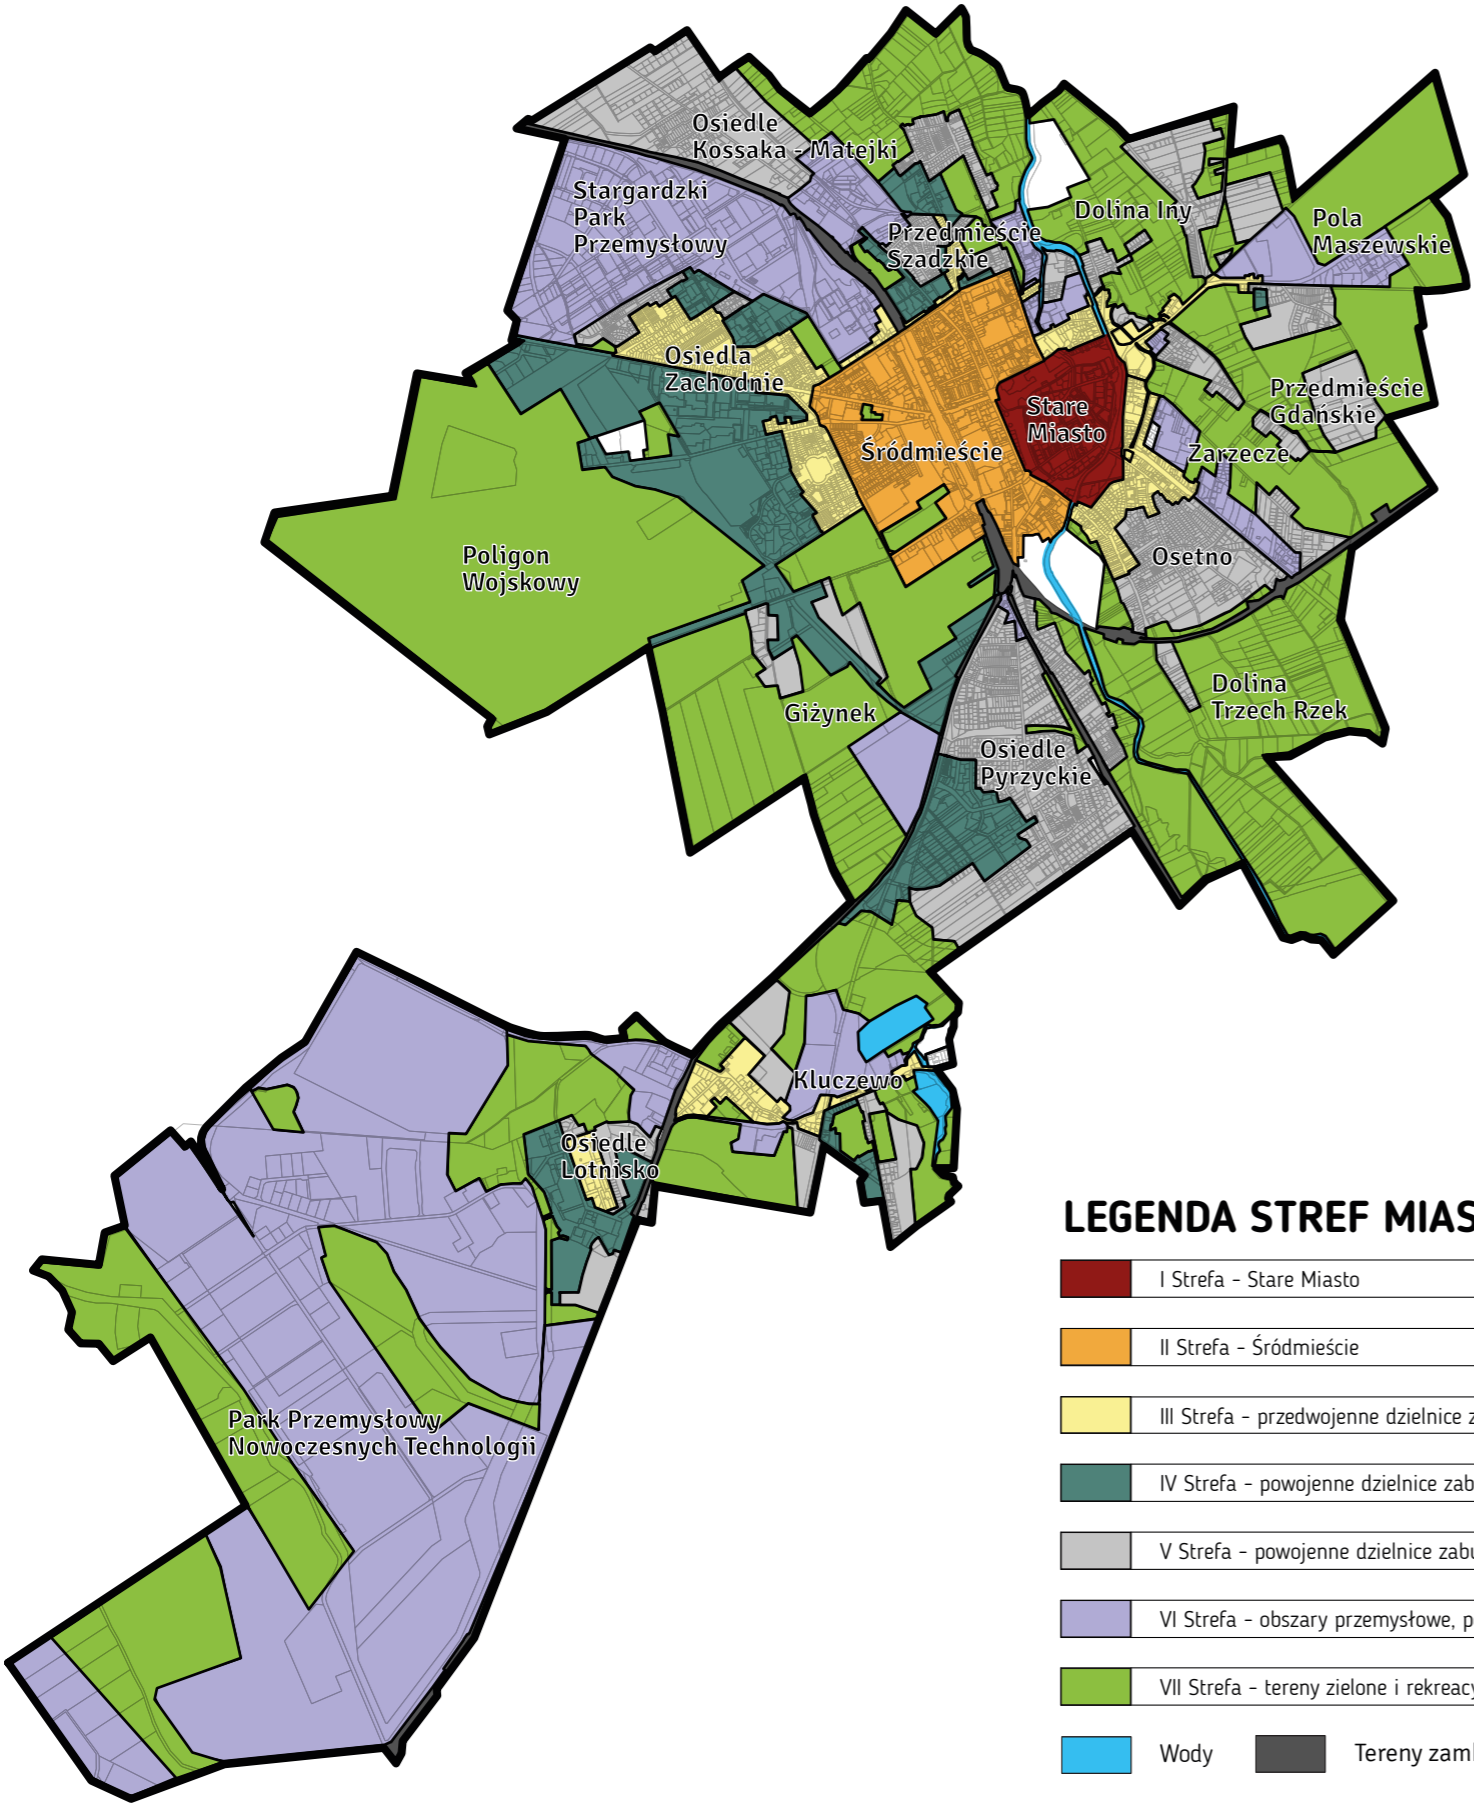 Osiedle
Kossaka - Matejki
Stargardzki
Park
Przemysłowy
Przedmieście
Szadzkie
Dolina Iny
Pola
Maszewskie
Osiedla
Zachodnie
Stare
Miasto
Przedmieście
Gdańskie
Śródmieście
Zarzecze
Poligon
Wojskowy
Osetno
Dolina
Trzech Rzek
Giżynek
Osiedle
Pyrzyckie
Kluczewo
Osiedle
Lotnisko
Park Przemysłowy
Nowoczesnych Technologii
LEGENDA STREF MIAS
I Strefa - Stare Miasto
II Strefa - Śródmieście
III Strefa - przedwojenne dzielnice z
IV Strefa - powojenne dzielnice zab
V Strefa - powojenne dzielnice zabu
VI Strefa - obszary przemysłowe, p
VII Strefa - tereny zielone i rekreacy
Wody
Tereny zaml